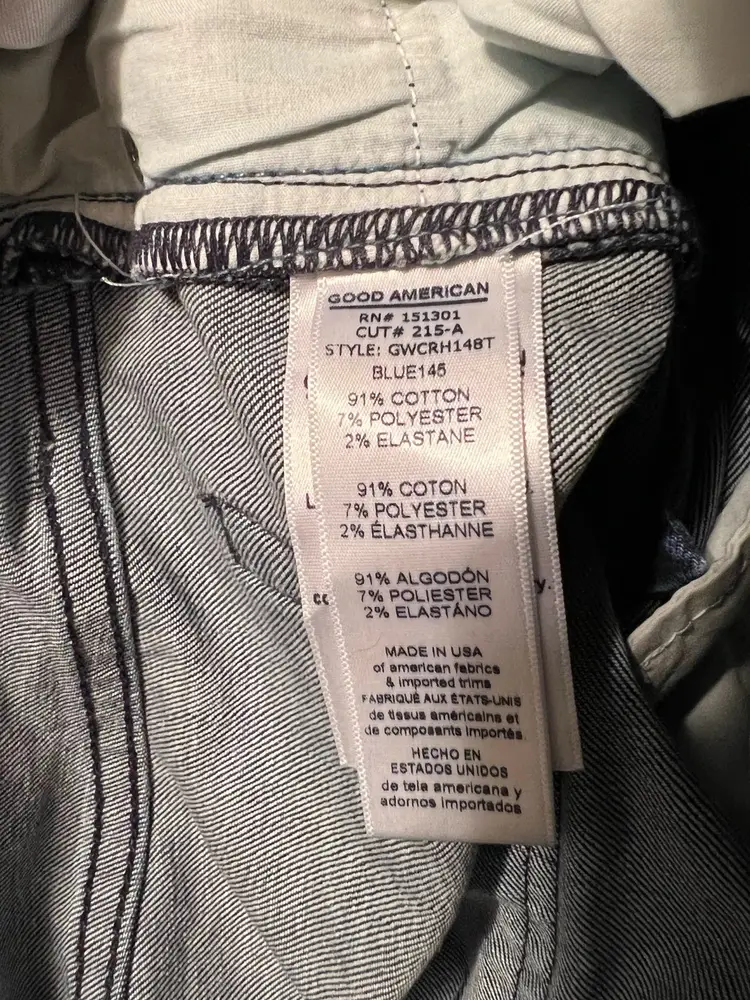 GOOD AMERICAN
RN# 151301
CUT# 215-A
STYLE: GWCRH148T
BLUE145
91% COTTON
7% POLYESTER
2% ELASTANE
91% COTON
7% POLYESTER
2% ÉLASTHANNE
91% ALGODÓN
7% POLIESTER
2% ELASTÁNO
MADE IN USA
of american fabrics
& imported trims
FABRIQUÉ AUX ÉTATS-UNIS
de tissus américains et
de composants importés
HECHO EN
ESTADOS UNIDOS
de tela americana y
adornos importados